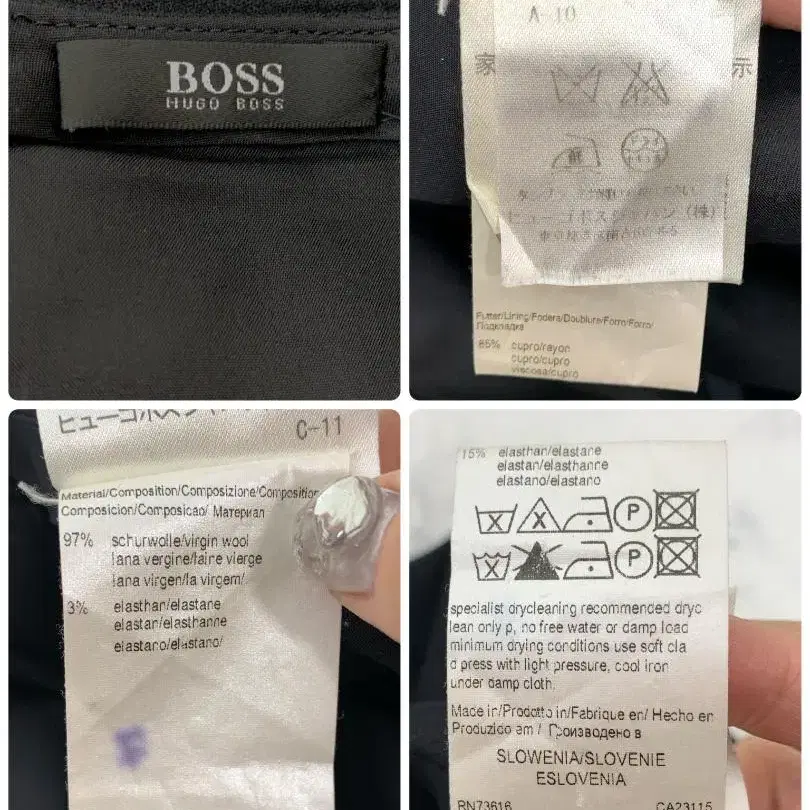 BOSS
HUGO BOSS
A-10
家
示
ヒューゴボスジャパン（株）
Futter/Lining/Fodera/Doublure/Forro/Forro/
Подкладка
85% cupro/rayon
cupro/cupro
viscosa/cupro
C-11
Material/Composition/Composizione/Composition
Composicion/Composicao/ Материал
97% schurwolle/virgin wool
lana vergine/laine vierge
lana virgen/la virgem/
3% elasthan/elastane
elastan/elasthanne
elastano/elastano/
15% elasthan/elastane
elastan/elasthanne
elastano/elastano
P
P
specialist drycleaning recommended dryc
lean only p, no free water or damp load
minimum drying conditions use soft cla
d press with light pressure, cool iron
under damp cloth.
Made in/Prodotto in/Fabrique en/ Hecho en
Produzido em / Произведено в
SLOWENIA/SLOVENIE
ESLOVENIA
RN73616 CA23115